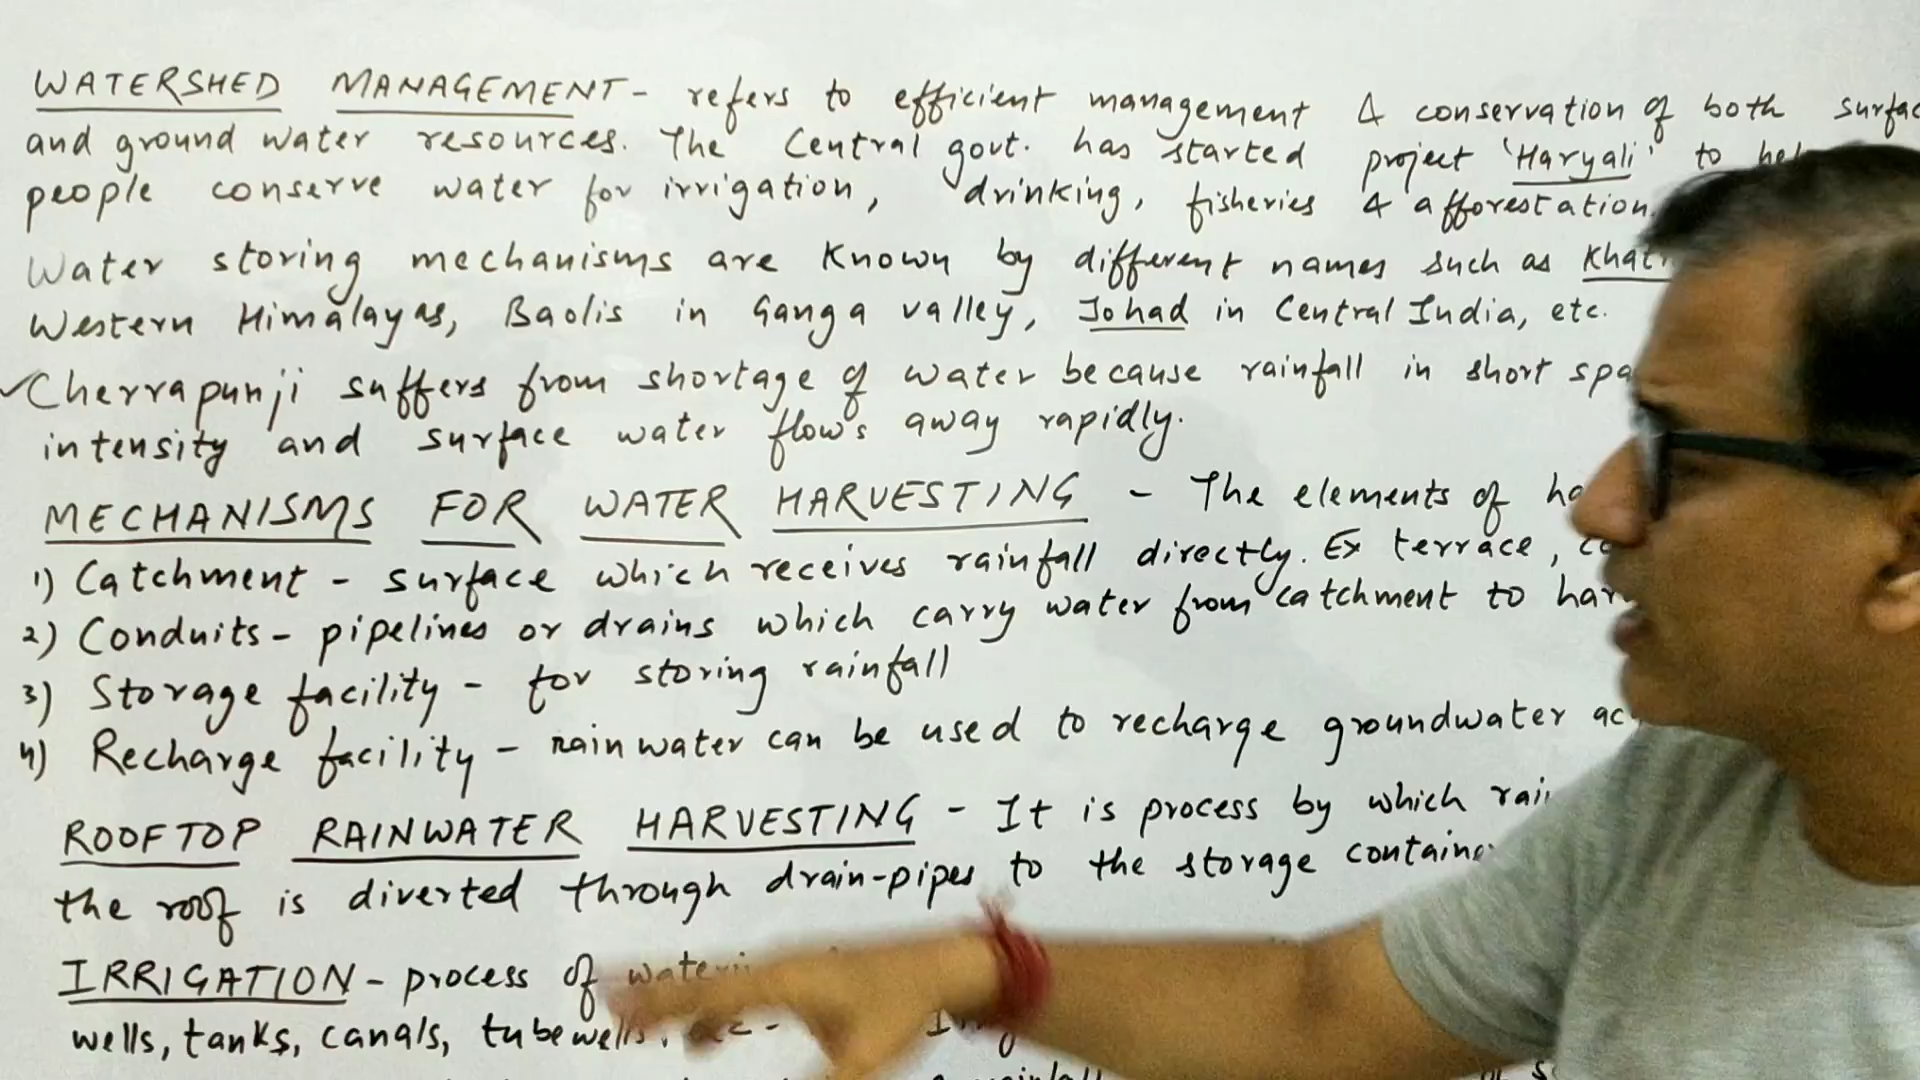 WATERSHED MANAGEMENT - refers to efficient management & conservation of both
and ground water resources. The Central govt. has started project 'Haryali' to
people conserve water for irrigation, drinking, fisheries & afforestation.
Water storing mechanisms are known by different names such as
Western Himalayas, Baolis in Ganga valley, Johad in Central India, etc.
✓Cherrapunji suffers from shortage of water because rainfall in short
intensity and surface water flows away rapidly.
MECHANISMS FOR WATER HARVESTING - The elements of
1) Catchment - surface which receives rainfall directly. Ex terrace,
2) Conduits - pipelines or drains which carry water from catchment to
3) Storage facility - for storing rainfall
4) Recharge facility - rainwater can be used to recharge groundwater
ROOFTOP RAINWATER HARVESTING - It is process by which
the roof is diverted through drain-pipes to the storage
IRRIGATION - process of
wells, tanks, canals, tubewells,